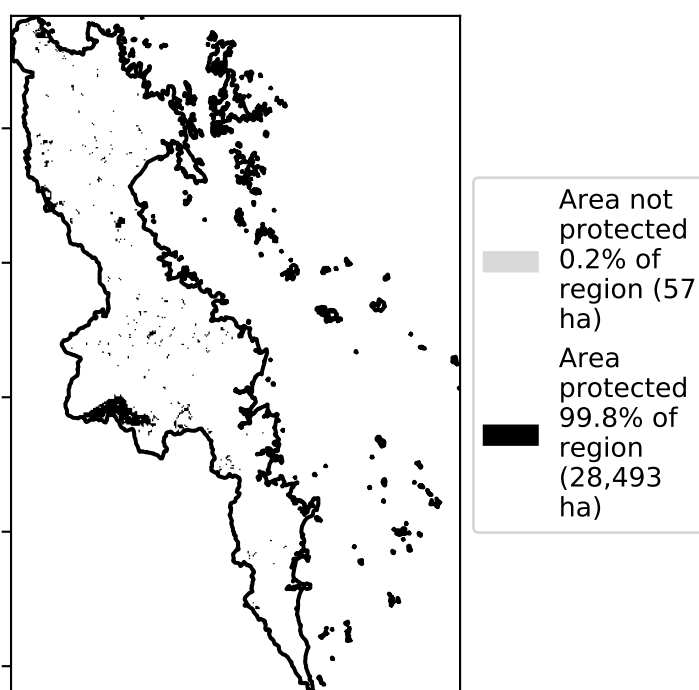 Area not
protected
0.2% of
region (57
ha)
Area
protected
99.8% of
region
(28,493
ha)